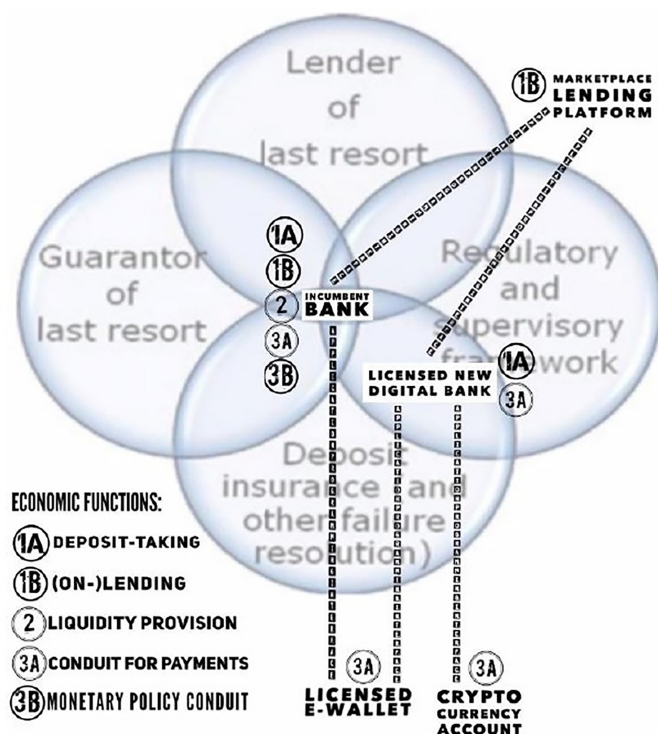 Lender
of
last resort
1B MARKETPLACE
LENDING
PLATFORM
Guarantor
of
last resort
1A
1B
2
3A
3B
INCUMBENT
BANK
Regulatory
and
supervisory
framework
LICENSED NEW
DIGITAL BANK
1A
3A
Deposit
insurance (and
other failure
resolution)
ECONOMIC FUNCTIONS:
1A DEPOSIT-TAKING
1B (ON-)LENDING
2 LIQUIDITY PROVISION
3A CONDUIT FOR PAYMENTS
3B MONETARY POLICY CONDUIT
3A
LICENSED
E-WALLET
3A
CRYPTO
CURRENCY
ACCOUNT